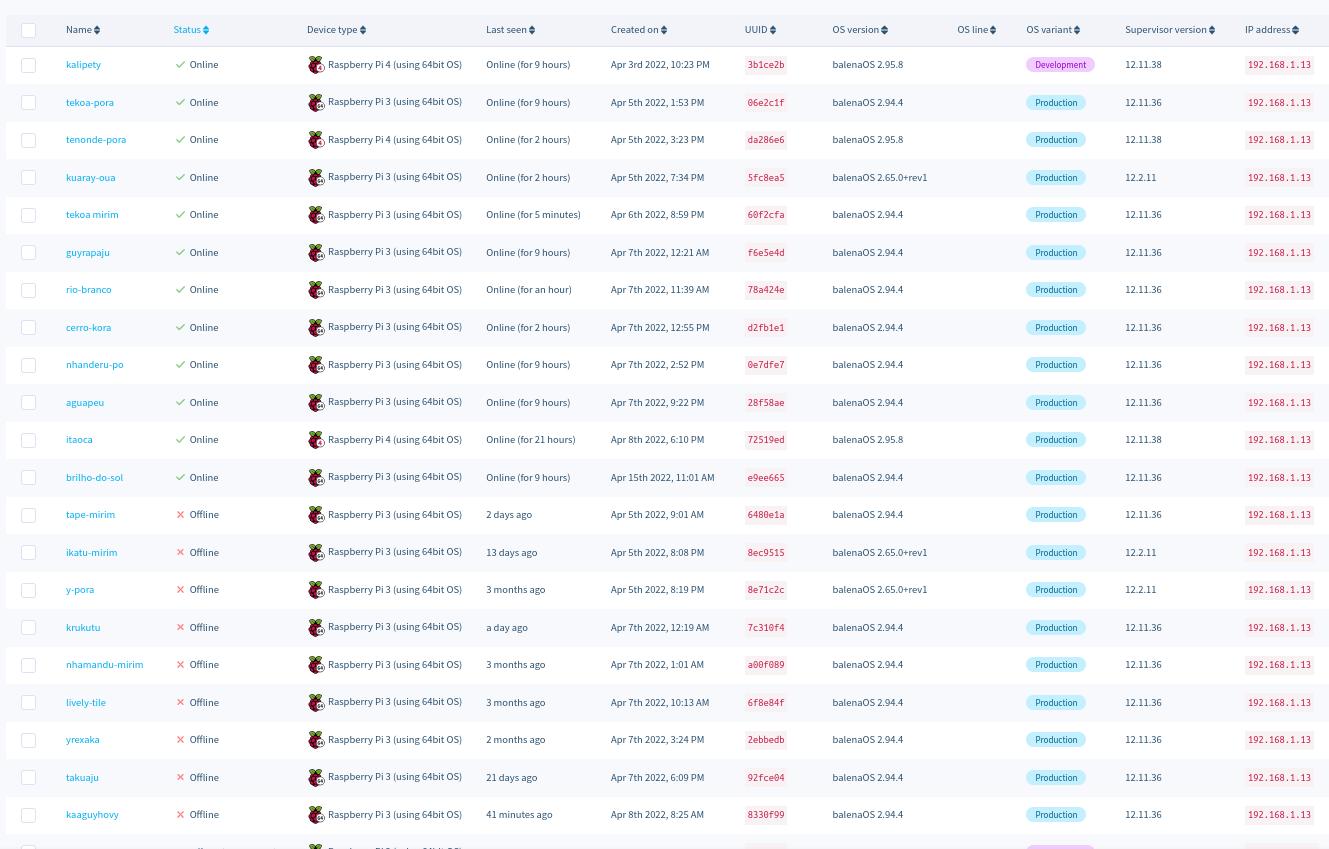 Name Status Device type Last seen Created on UUID OS version OS line OS variant Supervisor version IP address
kalipety Online Raspberry Pi 4 (using 64bit OS) Online (for 9 hours) Apr 3rd 2022, 10:23 PM 3b1ce2b balenaOS 2.95.8 Development 12.11.38 192.168.1.13
tekoa-pora Online Raspberry Pi 3 (using 64bit OS) Online (for 9 hours) Apr 5th 2022, 1:53 PM 06e2c1f balenaOS 2.94.4 Production 12.11.36 192.168.1.13
tenonde-pora Online Raspberry Pi 4 (using 64bit OS) Online (for 2 hours) Apr 5th 2022, 3:23 PM da286e6 balenaOS 2.95.8 Production 12.11.38 192.168.1.13
kuaray-oua Online Raspberry Pi 3 (using 64bit OS) Online (for 2 hours) Apr 5th 2022, 7:34 PM 5fc8ea5 balenaOS 2.65.0+rev1 Production 12.2.11 192.168.1.13
tekoa mirim Online Raspberry Pi 3 (using 64bit OS) Online (for 5 minutes) Apr 6th 2022, 8:59 PM 60f2cfa balenaOS 2.94.4 Production 12.11.36 192.168.1.13
guyrapaju Online Raspberry Pi 3 (using 64bit OS) Online (for 9 hours) Apr 7th 2022, 12:21 AM f6e5e4d balenaOS 2.94.4 Production 12.11.36 192.168.1.13
rio-branco Online Raspberry Pi 3 (using 64bit OS) Online (for an hour) Apr 7th 2022, 11:39 AM 78a424e balenaOS 2.94.4 Production 12.11.36 192.168.1.13
cerro-kora Online Raspberry Pi 3 (using 64bit OS) Online (for 2 hours) Apr 7th 2022, 12:55 PM d2fb1e1 balenaOS 2.94.4 Production 12.11.36 192.168.1.13
nhanderu-po Online Raspberry Pi 3 (using 64bit OS) Online (for 9 hours) Apr 7th 2022, 2:52 PM 0e7dfe7 balenaOS 2.94.4 Production 12.11.36 192.168.1.13
aguapeu Online Raspberry Pi 3 (using 64bit OS) Online (for 9 hours) Apr 7th 2022, 9:22 PM 28f58ae balenaOS 2.94.4 Production 12.11.36 192.168.1.13
itaoca Online Raspberry Pi 4 (using 64bit OS) Online (for 21 hours) Apr 8th 2022, 6:10 PM 72519ed balenaOS 2.95.8 Production 12.11.38 192.168.1.13
brilho-do-sol Online Raspberry Pi 3 (using 64bit OS) Online (for 9 hours) Apr 15th 2022, 11:01 AM e9ee665 balenaOS 2.94.4 Production 12.11.36 192.168.1.13
tape-mirim Offline Raspberry Pi 3 (using 64bit OS) 2 days ago Apr 5th 2022, 9:01 AM 6480e1a balenaOS 2.94.4 Production 12.11.36 192.168.1.13
ikatu-mirim Offline Raspberry Pi 3 (using 64bit OS) 13 days ago Apr 5th 2022, 8:08 PM 8ec9515 balenaOS 2.65.0+rev1 Production 12.2.11 192.168.1.13
y-pora Offline Raspberry Pi 3 (using 64bit OS) 3 months ago Apr 5th 2022, 8:19 PM 8e71c2c balenaOS 2.65.0+rev1 Production 12.2.11 192.168.1.13
krukutu Offline Raspberry Pi 3 (using 64bit OS) a day ago Apr 7th 2022, 12:19 AM 7c310f4 balenaOS 2.94.4 Production 12.11.36 192.168.1.13
nhamandu-mirim Offline Raspberry Pi 3 (using 64bit OS) 3 months ago Apr 7th 2022, 1:01 AM a00f089 balenaOS 2.94.4 Production 12.11.36 192.168.1.13
lively-tile Offline Raspberry Pi 3 (using 64bit OS) 3 months ago Apr 7th 2022, 10:13 AM 6f8e84f balenaOS 2.94.4 Production 12.11.36 192.168.1.13
yrexaka Offline Raspberry Pi 3 (using 64bit OS) 2 months ago Apr 7th 2022, 3:24 PM 2ebbedb balenaOS 2.94.4 Production 12.11.36 192.168.1.13
takuaju Offline Raspberry Pi 3 (using 64bit OS) 21 days ago Apr 7th 2022, 6:09 PM 92fce04 balenaOS 2.94.4 Production 12.11.36 192.168.1.13
kaaguyhovy Offline Raspberry Pi 3 (using 64bit OS) 41 minutes ago Apr 8th 2022, 8:25 AM 8330f99 balenaOS 2.94.4 Production 12.11.36 192.168.1.13